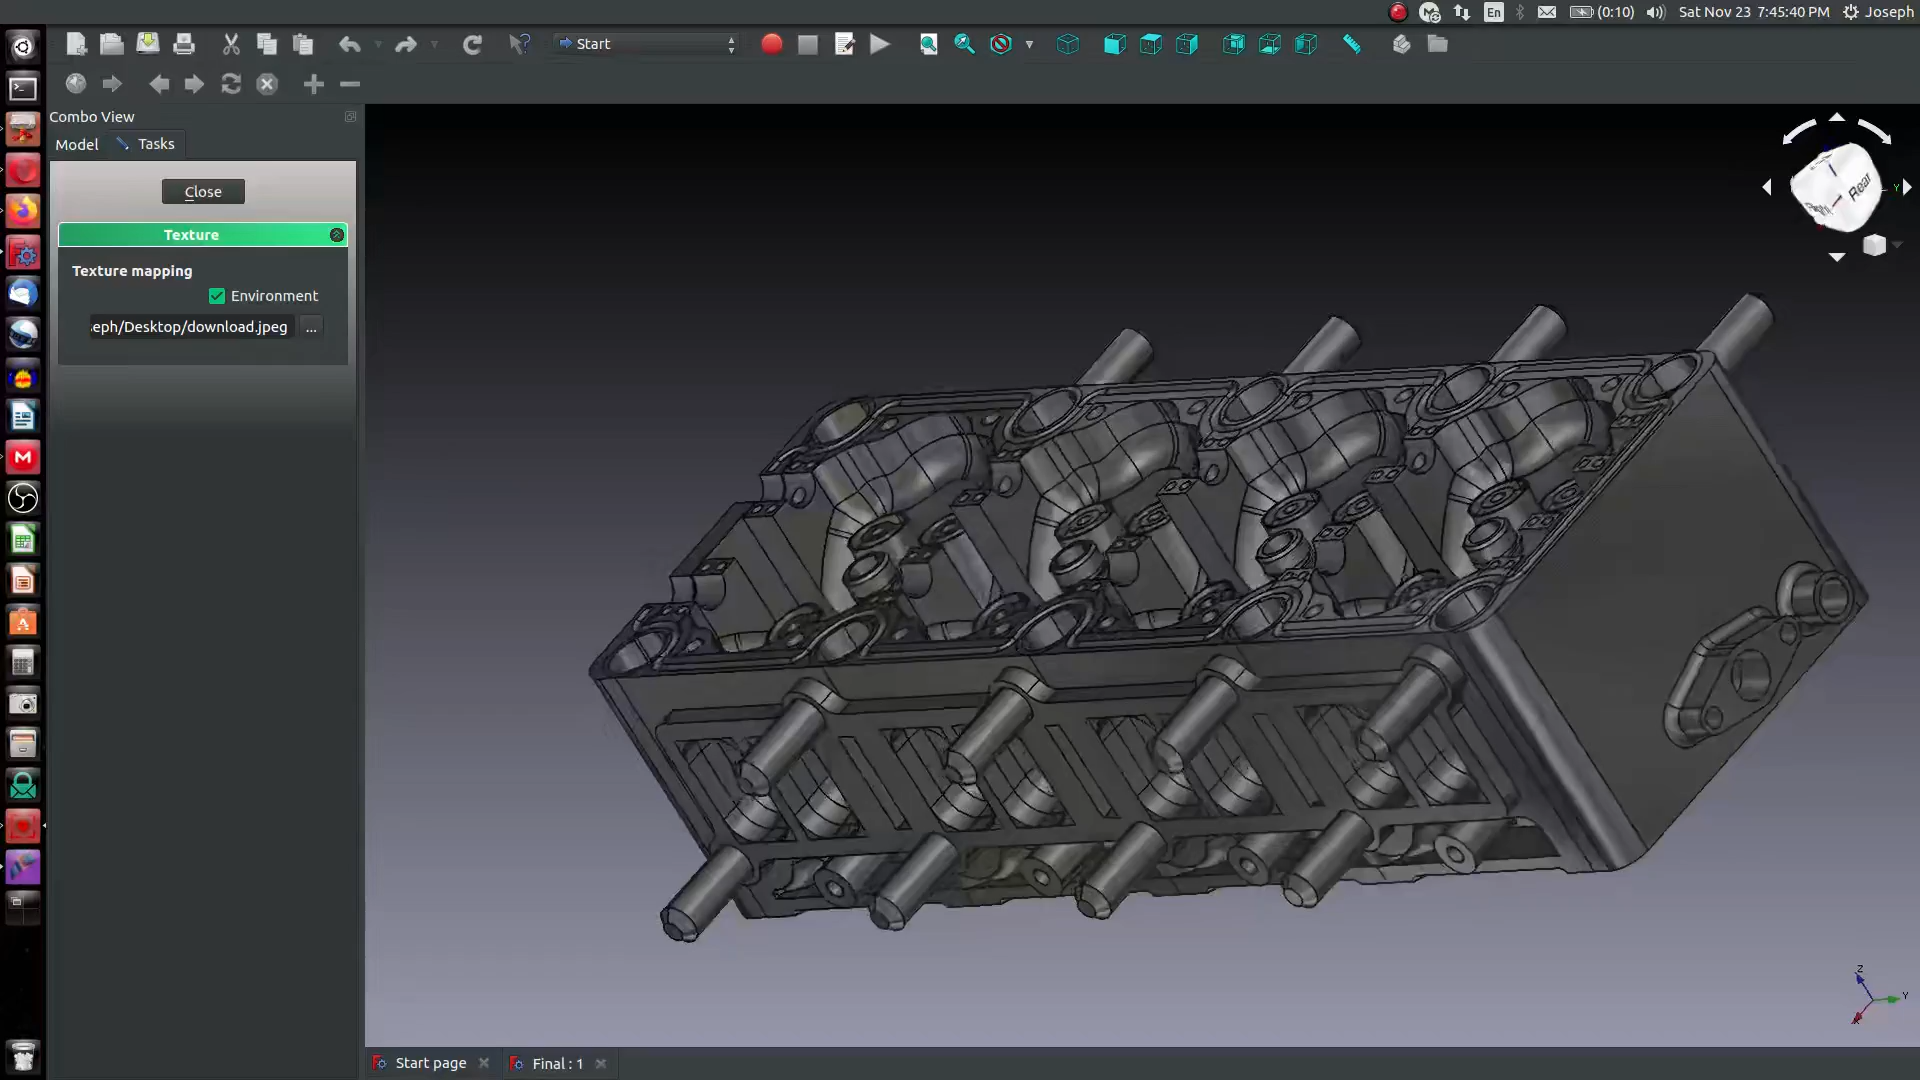 En
(0:10)
Sat Nov 23 7:45:40 PM
Joseph
Start
Combo View
Model
Tasks
Close
Texture
Texture mapping
Environment
eph/Desktop/download.jpeg
...
Rear
Y
Z
Y
X
Start page
Final : 1